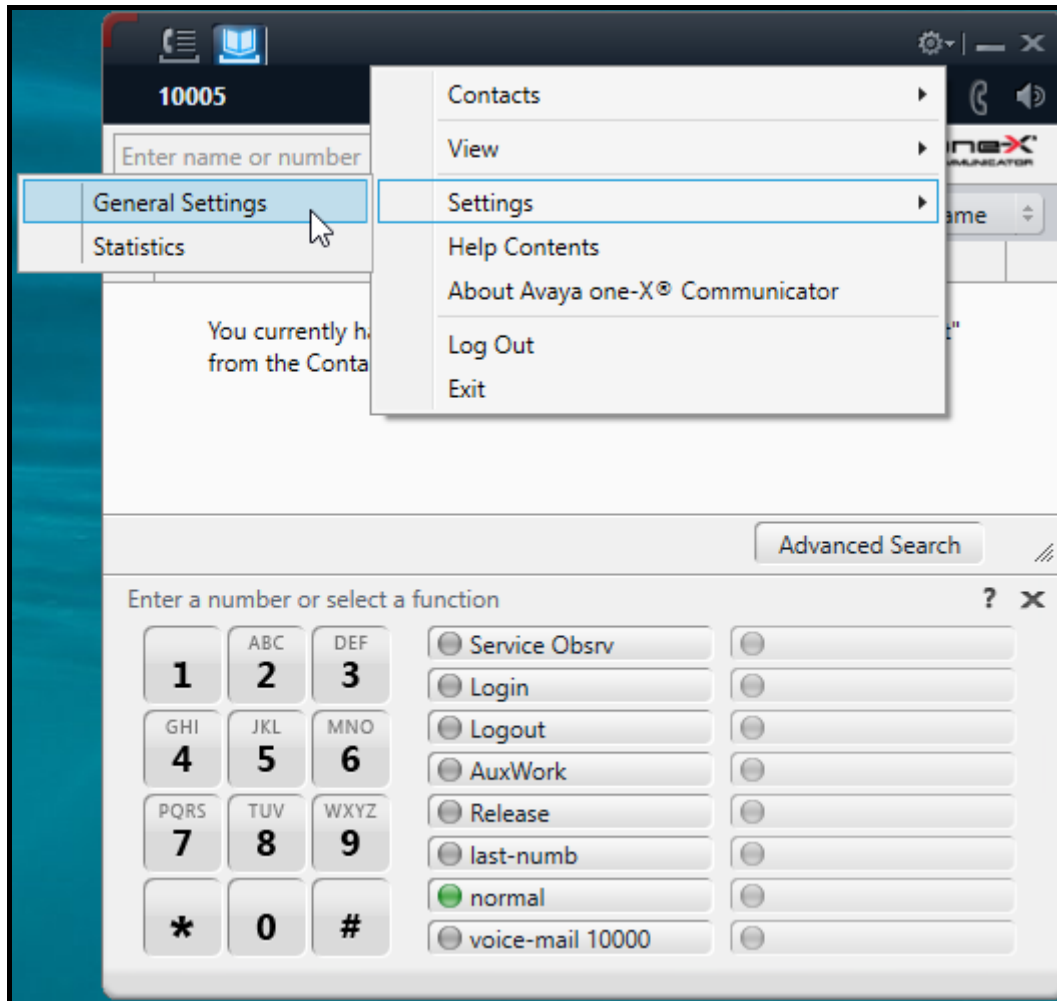 10005
Contacts
View
Enter name or number
one-X
General Settings
Settings
ame
Statistics
Help Contents
About Avaya one-X® Communicator
You currently ha
t"
from the Conta
Log Out
Exit
Advanced Search
Enter a number or select a function
? X
1
ABC
2
DEF
3
GHI
4
JKL
5
MNO
6
PQRS
7
TUV
8
WXYZ
9
*
0
#
Service Obsrv
Login
Logout
AuxWork
Release
last-numb
normal
voice-mail 10000